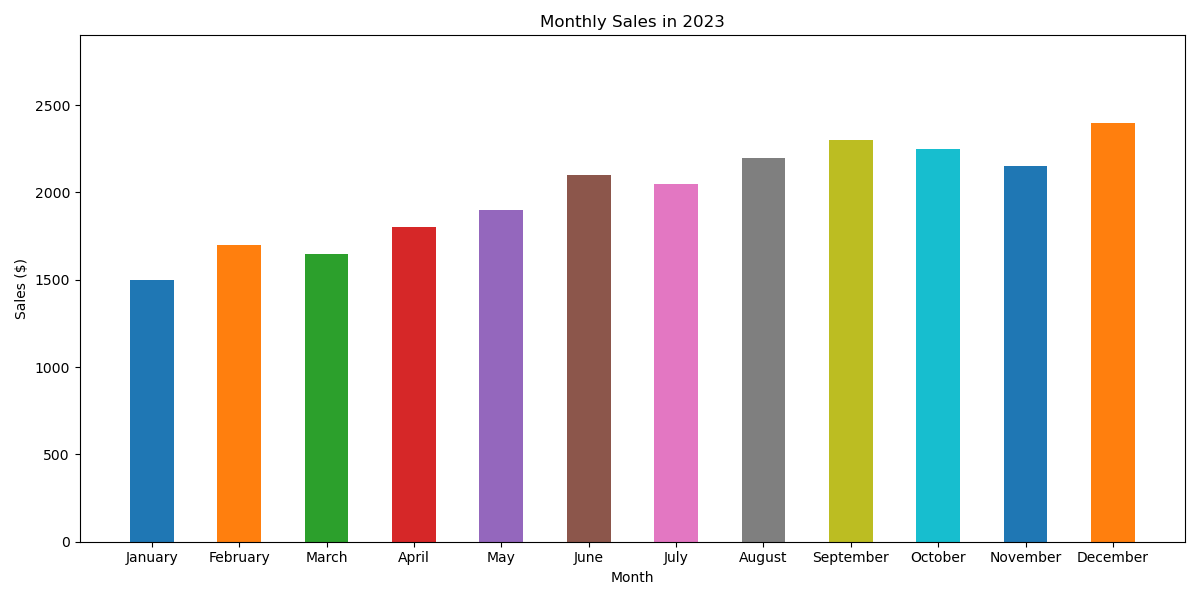 Monthly Sales in 2023
Sales ($)
2500
2000
1500
1000
500
0
January February March April May June July August September October November December
Month